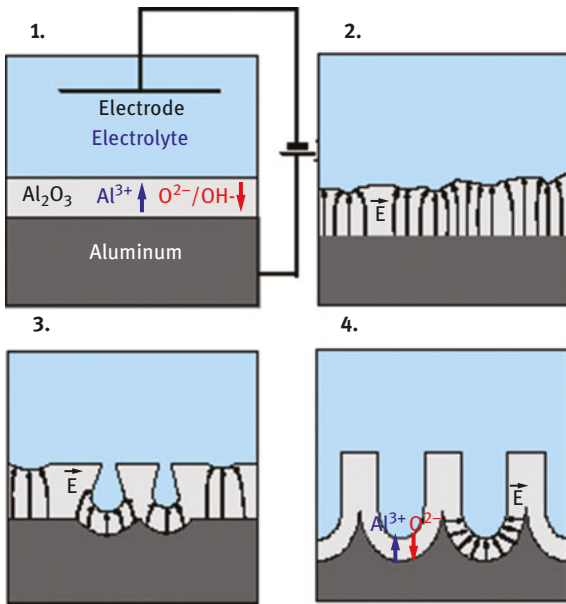 1.
Electrode
Electrolyte
Al₂O₃ Al³⁺ O²⁻/OH-
Aluminum
2.
E
3.
E
4.
E
Al³⁺ O²⁻